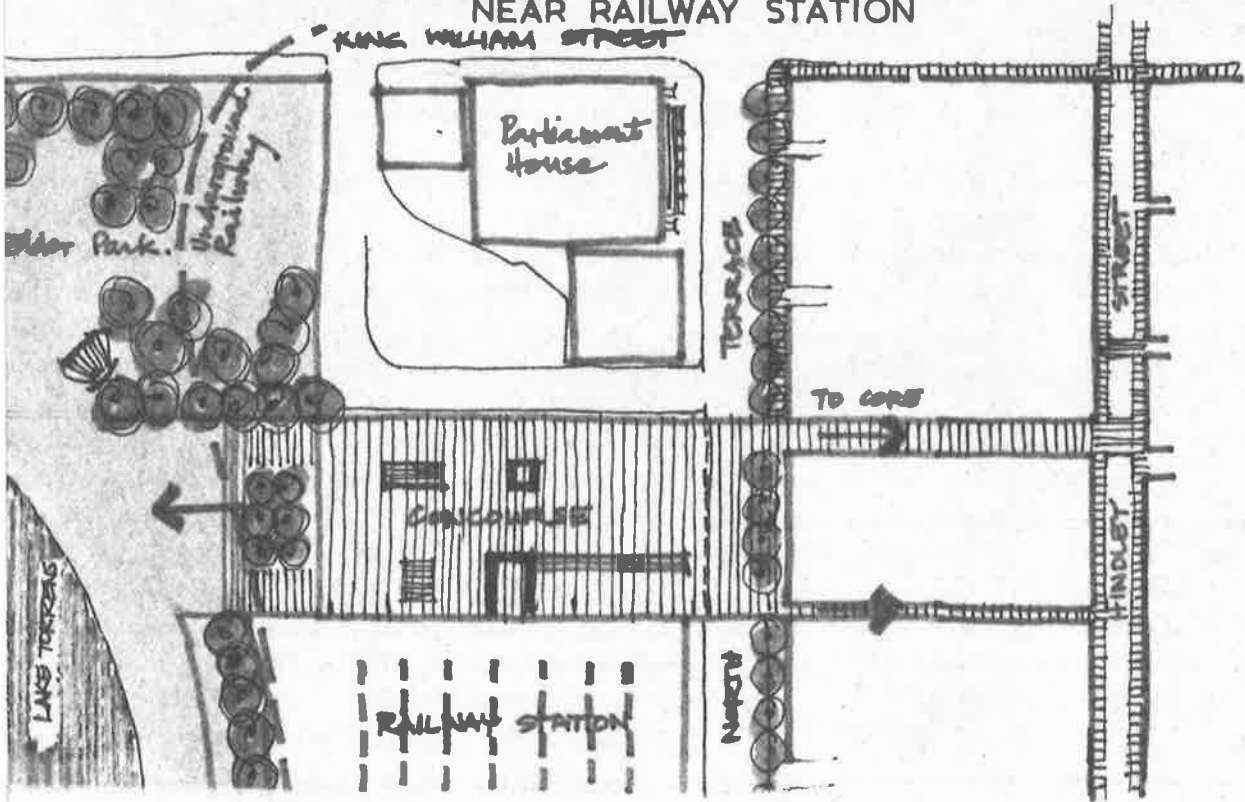 NEAR RAILWAY STATION
KING WILLIAM STREET
Parliament
House
Underground
Railway
Elder Park.
TERRACE
STREET
TO CORE
CONCOURSE
HINDLEY
LAKE TORRENS
RAILWAY STATION
NORTH